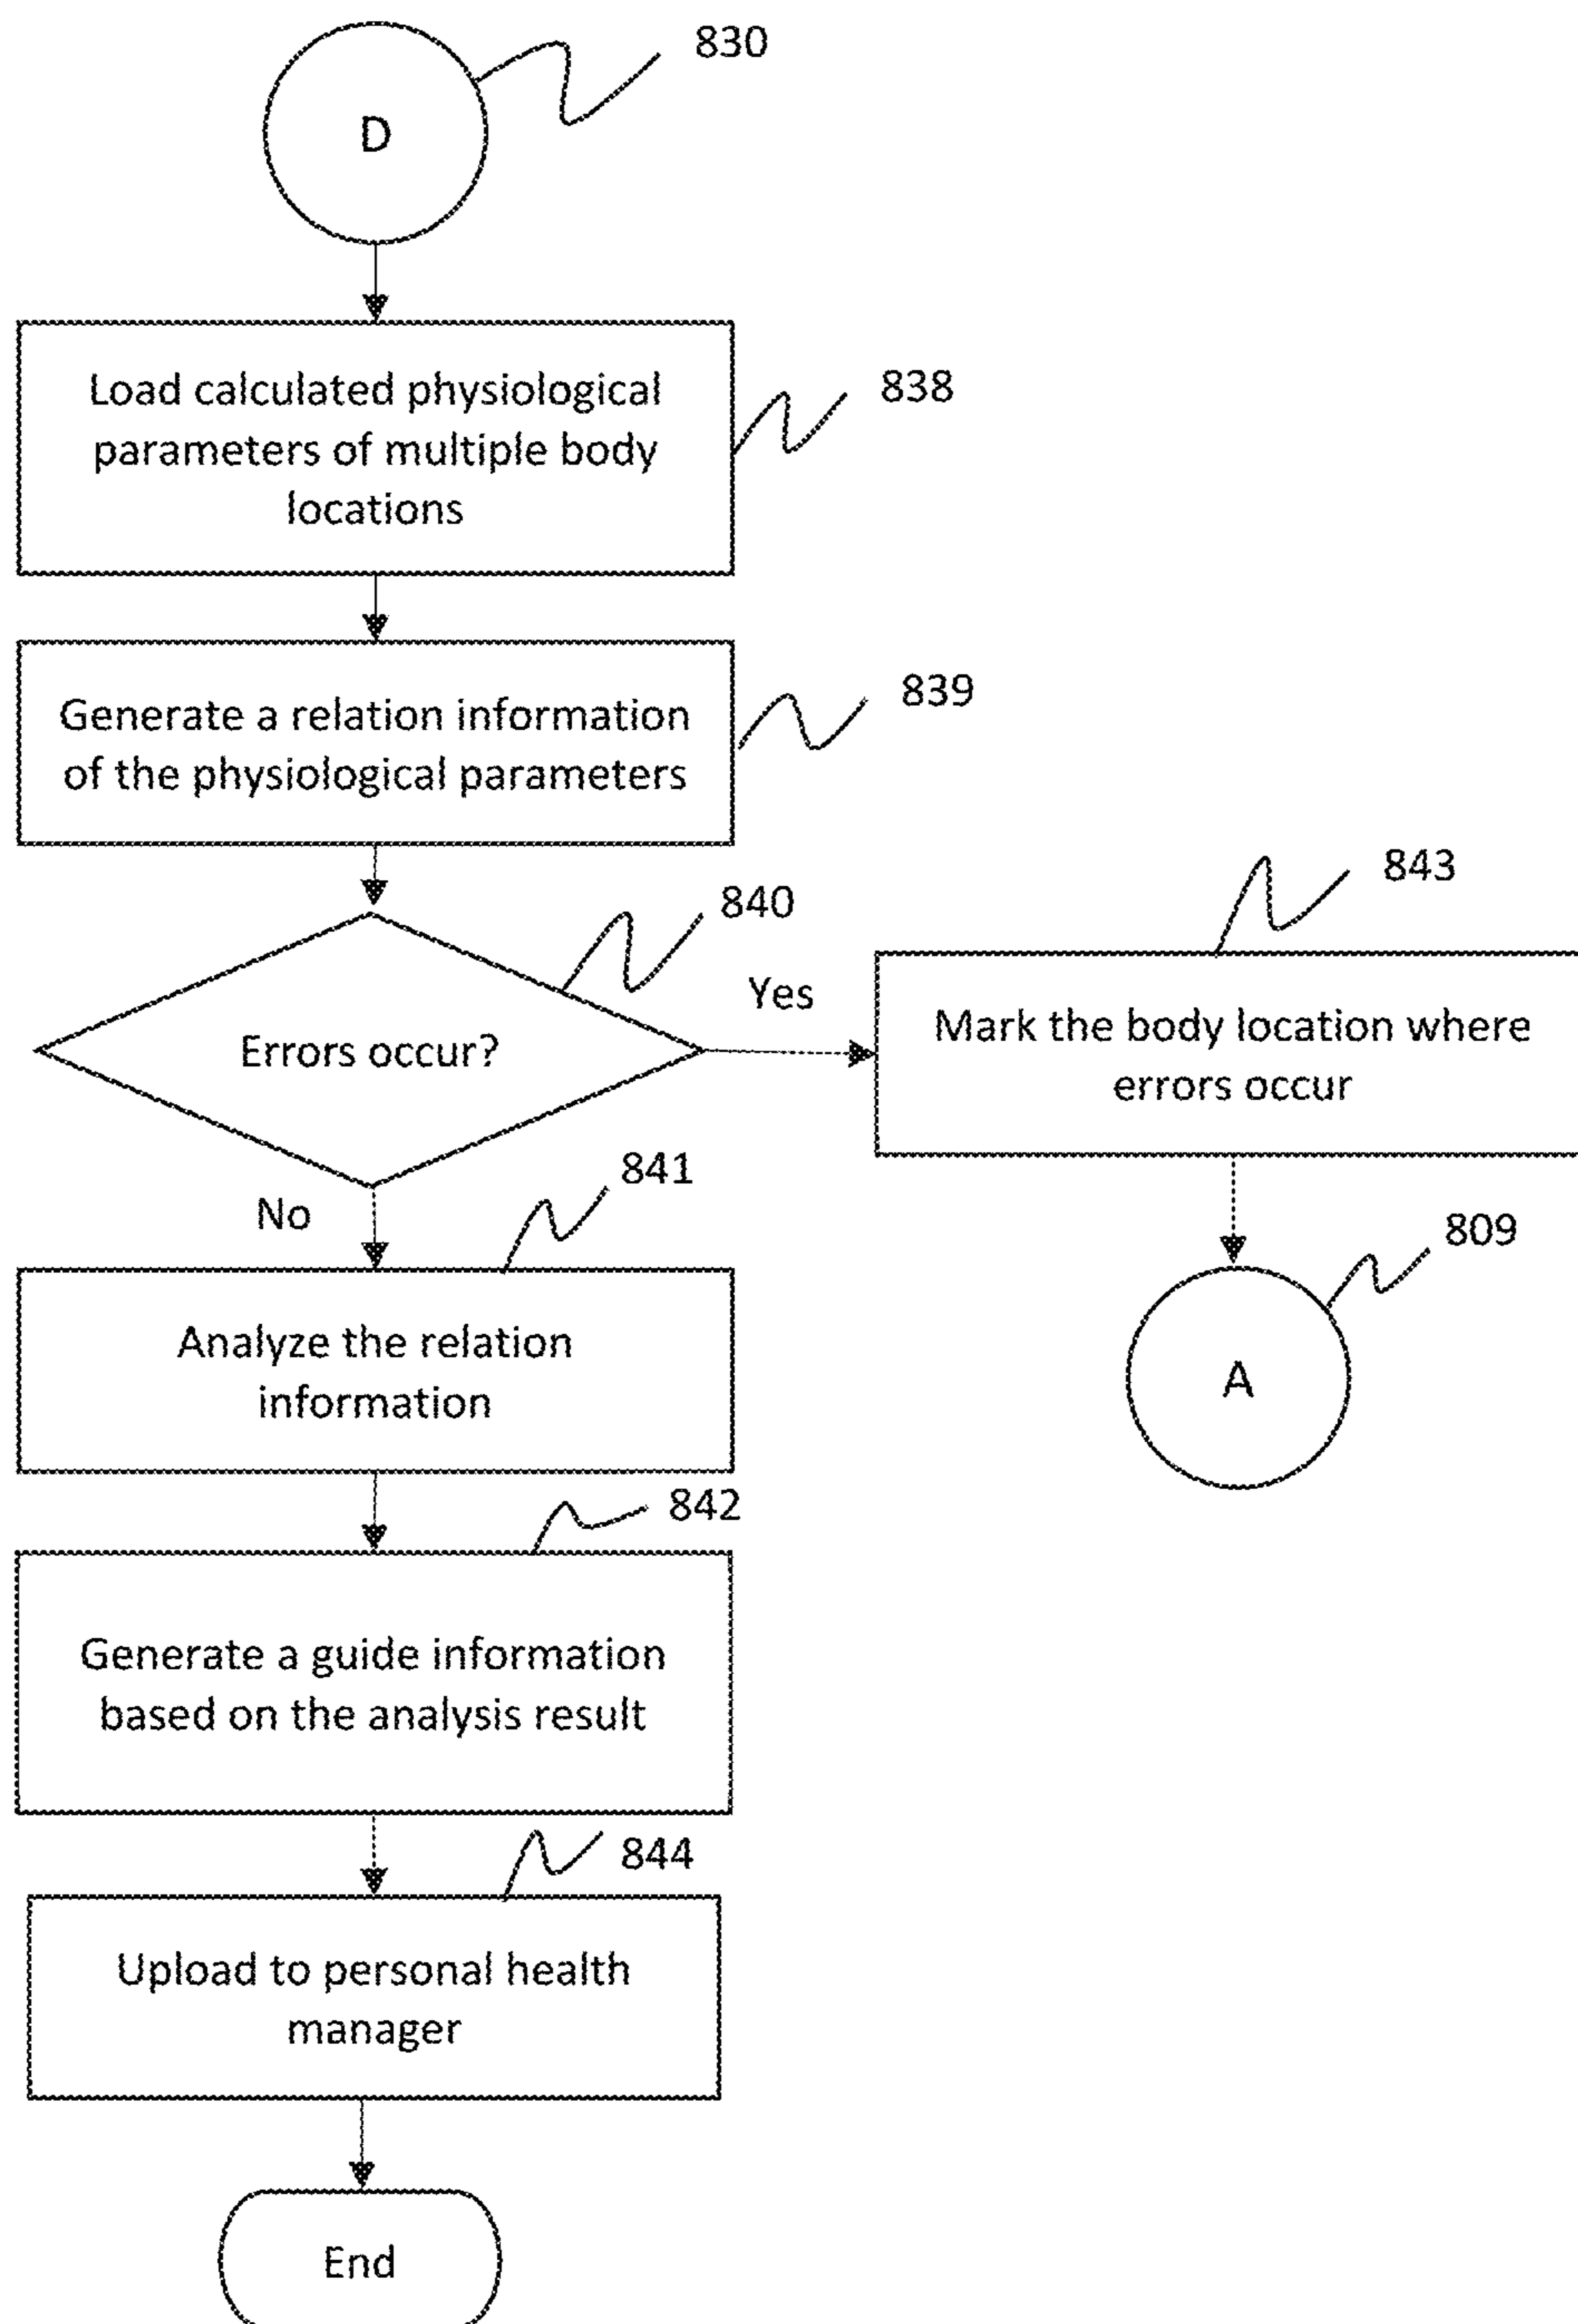 830
D
Load calculated physiological
parameters of multiple body
locations
838
Generate a relation information
of the physiological parameters
839
840
Errors occur?
Yes
843
Mark the body location where
errors occur
No
841
809
A
Analyze the relation
information
842
Generate a guide information
based on the analysis result
844
Upload to personal health
manager
End